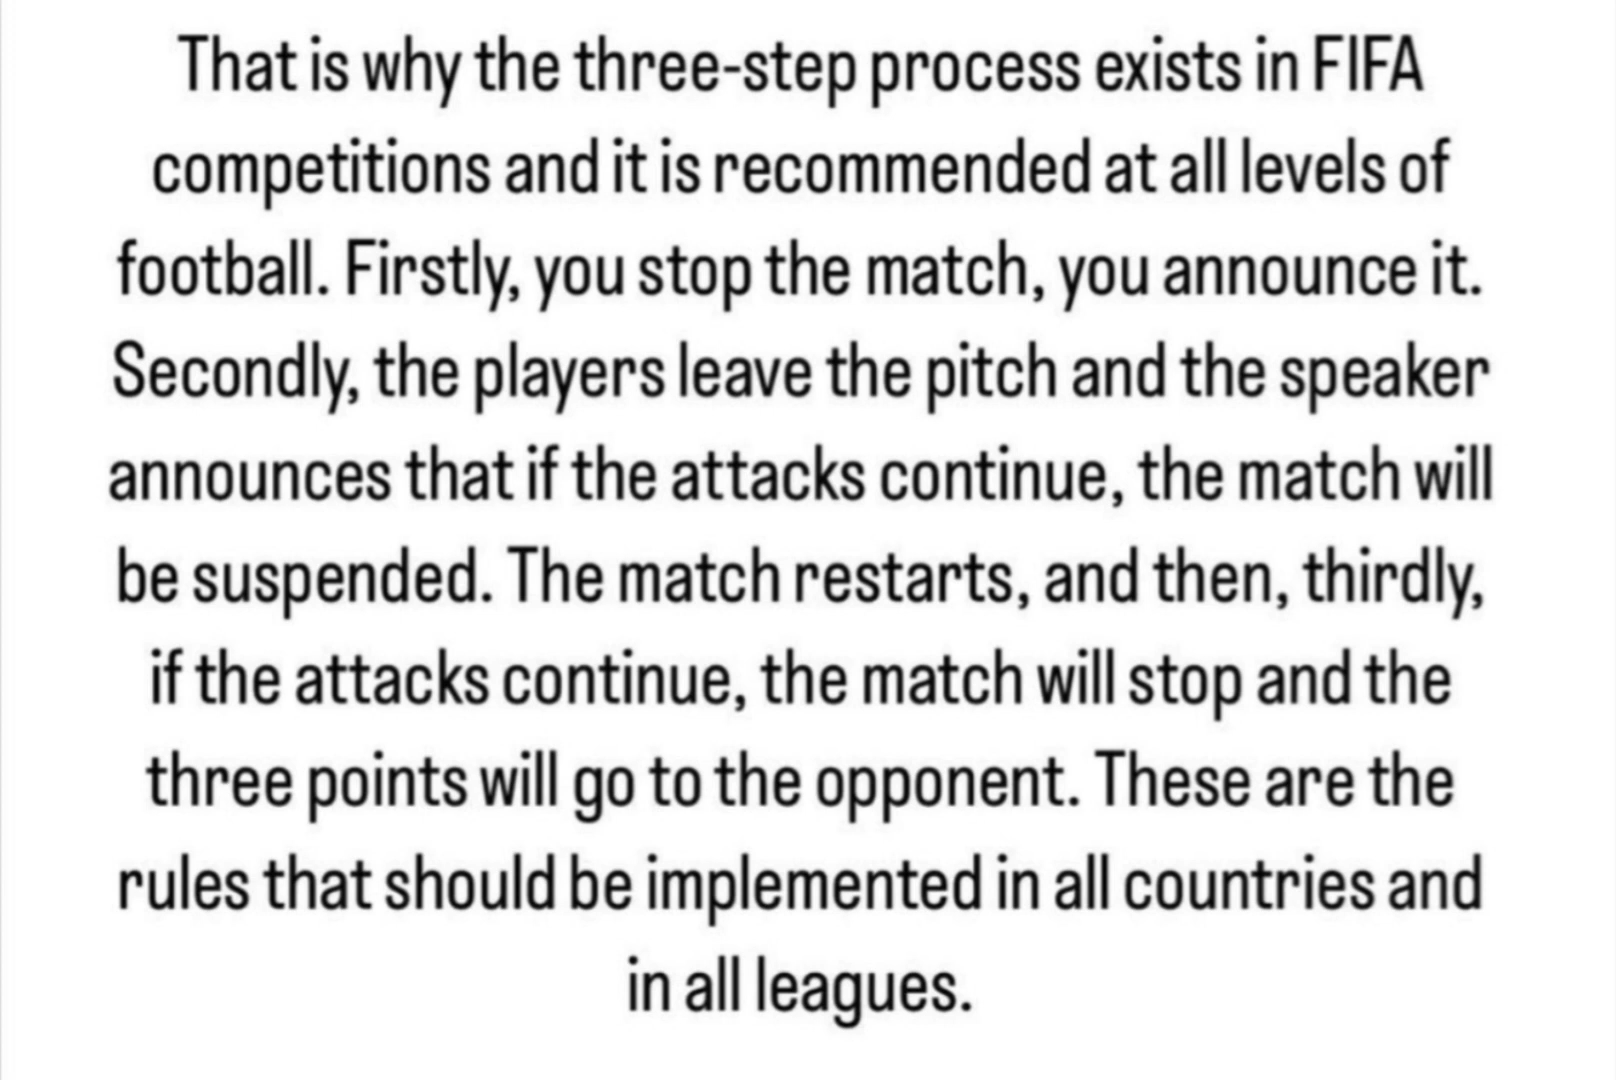 That is why the three-step process exists in FIFA
competitions and it is recommended at all levels of
football. Firstly, you stop the match, you announce it.
Secondly, the players leave the pitch and the speaker
announces that if the attacks continue, the match will
be suspended. The match restarts, and then, thirdly,
if the attacks continue, the match will stop and the
three points will go to the opponent. These are the
rules that should be implemented in all countries and
in all leagues.